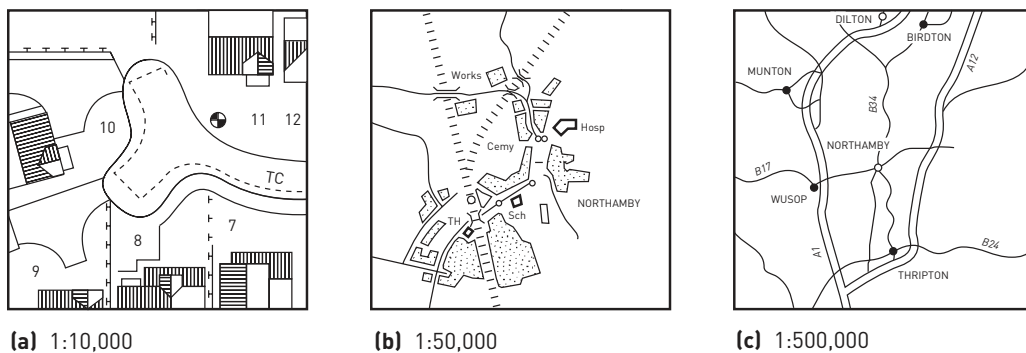 10
11
12
TC
8
7
9
(a) 1:10,000
Works
Hosp
Cemy
NORTHAMBY
TH
Sch
(b) 1:50,000
DILTON
BIRDTON
A12
MUNTON
B34
NORTHAMBY
B17
WUSOP
A1
B24
THRIPTON
(c) 1:500,000